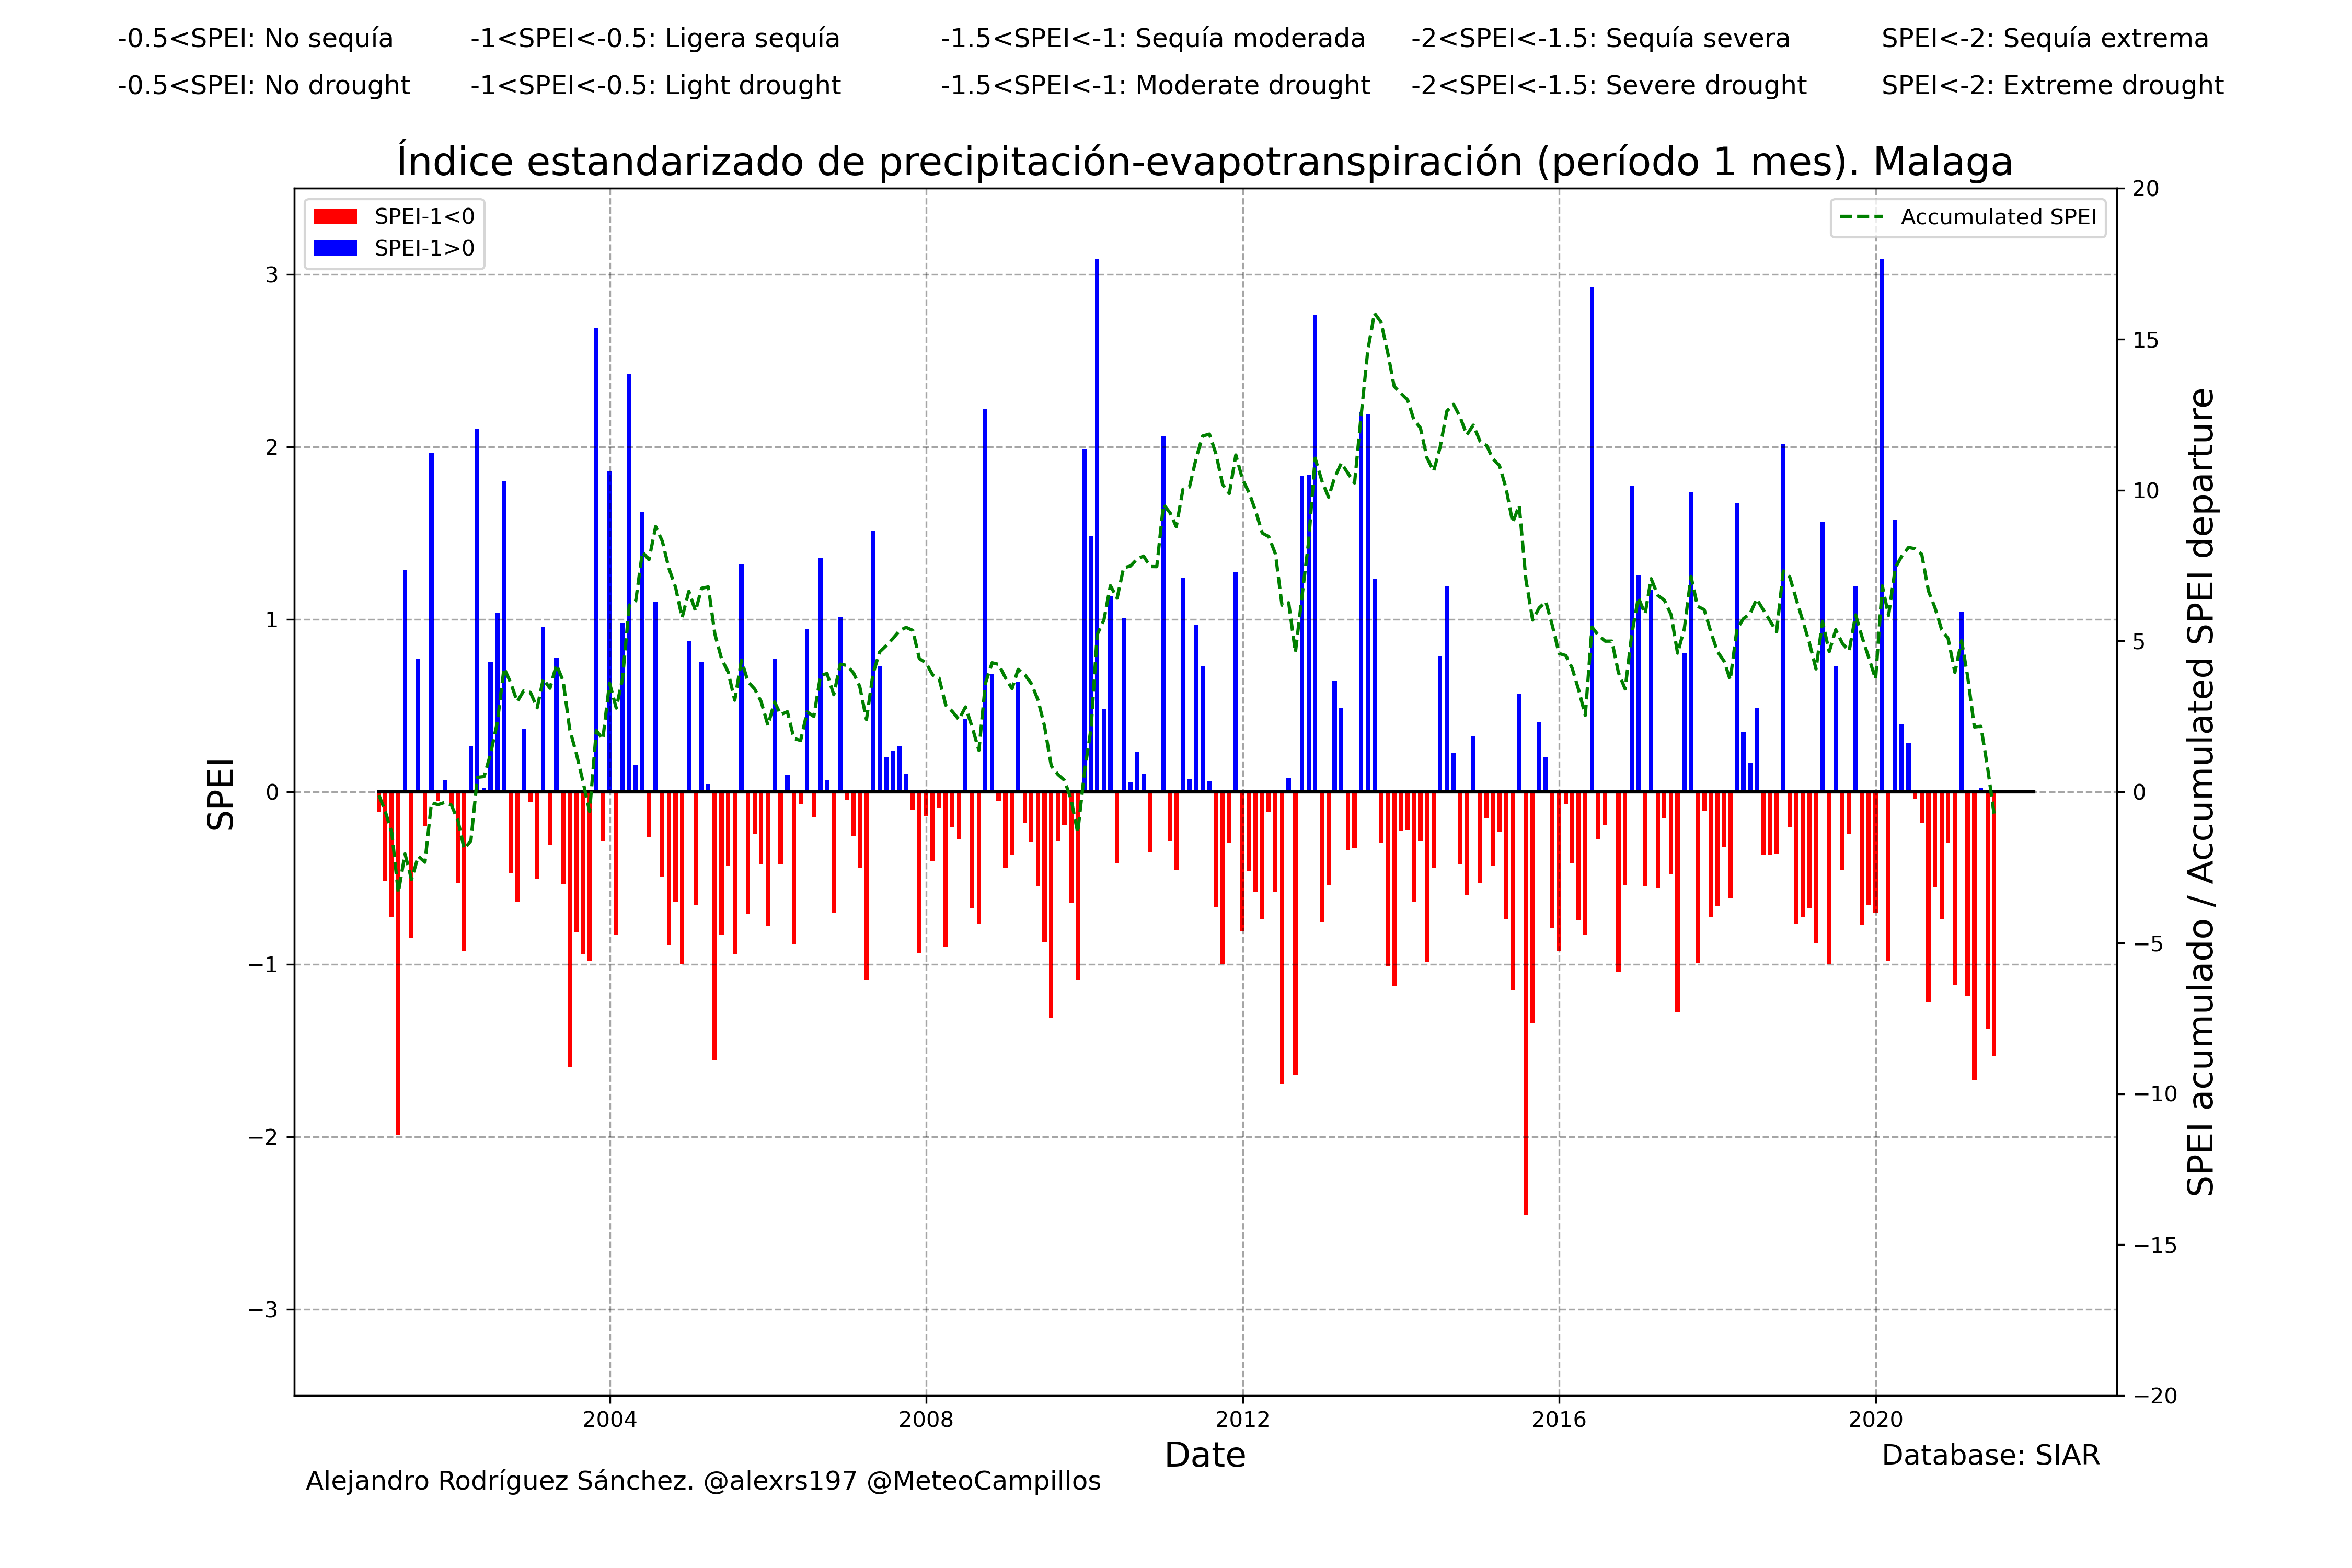 -0.5<SPEI: No sequía -1<SPEI<-0.5: Ligera sequía -1.5<SPEI<-1: Sequía moderada -2<SPEI<-1.5: Sequía severa SPEI<-2: Sequía extrema
-0.5<SPEI: No drought -1<SPEI<-0.5: Light drought -1.5<SPEI<-1: Moderate drought -2<SPEI<-1.5: Severe drought SPEI<-2: Extreme drought
Índice estandarizado de precipitación-evapotranspiración (período 1 mes). Malaga
SPEI-1<0
SPEI-1>0
Accumulated SPEI
SPEI
3
2
1
0
−1
−2
−3
20
15
10
5
0
−5
−10
−15
−20
SPEI acumulado / Accumulated SPEI departure
2004 2008 2012 2016 2020
Date
Database: SIAR
Alejandro Rodríguez Sánchez. @alexrs197 @MeteoCampillos